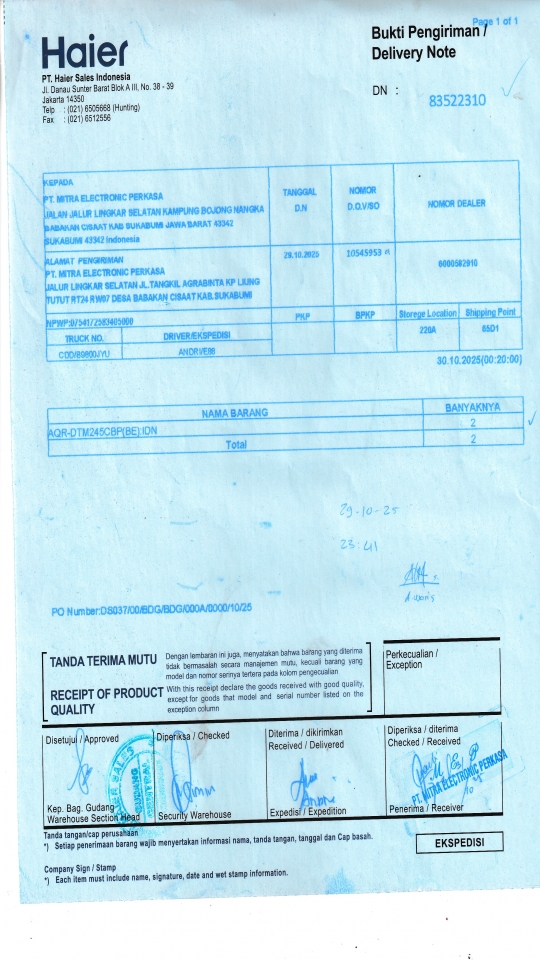 Page 1 of 1
Haier
Bukti Pengiriman /
Delivery Note
PT. Haier Sales Indonesia
Jl. Danau Sunter Barat Blok A III, No. 38 - 39
Jakarta 14350
Telp : (021) 6505668 (Hunting)
Fax : (021) 6512556
DN :
83522310
KEPADA
PT. MITRA ELECTRONIC PERKASA
JALAN JALUR LINGKAR SELATAN KAMPUNG BOJONG NANGKA
BABAKAN CISAAT KAB SUKABUMI JAWA BARAT 43342
SUKABUMI 43342 Indonesia
TANGGAL
D.N
NOMOR
D.O.V/SO
NOMOR DEALER
ALAMAT PENGIRIMAN
PT. MITRA ELECTRONIC PERKASA
JALUR LINGKAR SELATAN JL.TANGKIL AGRABINTA KP LIUNG
TUTUT RT24 RW07 DESA BABAKAN CISAAT KAB.SUKABUMI
10545953
PKP
BPKP
Storege Location
Shipping Point
TRUCK NO.
DRIVER/EKSPEDISI
220A
30.10.2025(00:20:00)
NAMA BARANG
BANYAKNYA
AQR-DTM245CBP(BE):IDN
2
Total
2
29-10-25
23:41
PO Number:DS037/00/BDG/BDG/000A/0000/10/25
TANDA TERIMA MUTU
Dengan lembaran ini juga, menyatakan bahwa barang yang diterima
tidak bermasalah secara manajemen mutu, kecuali barang yang
model dan nomor serinya tertera pada kolom pengecualian
RECEIPT OF PRODUCT
QUALITY
With this receipt declare the goods received with good quality,
except for goods that model and serial number listed on the
exception column
Perkecualian /
Exception
Disetujui / Approved
Diperiksa / Checked
Diterima / dikirimkan
Received / Delivered
Diperiksa / diterima
Checked / Received
PT. MITRA ELECTRONIC PERKASA
Kep. Bag. Gudang
Warehouse Section Head
Security Warehouse
Expedisi / Expedition
Penerima / Receiver
Tanda tangan/cap perusahaan
*) Setiap penerimaan barang wajib menyertakan informasi nama, tanda tangan, tanggal dan Cap basah.
EKSPEDISI
Company Sign / Stamp
*) Each item must include name, signature, date and wet stamp information.